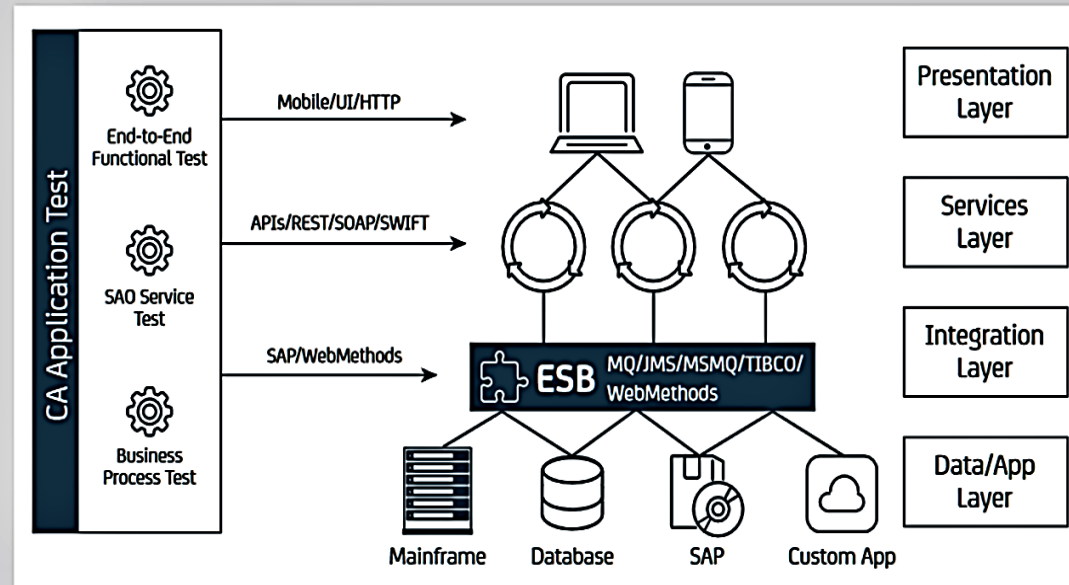 CA Application Test
End-to-End
Functional Test
SAO Service
Test
Business
Process Test
Mobile/UI/HTTP
APIs/REST/SOAP/SWIFT
SAP/WebMethods
ESB
MQ/JMS/MSMQ/TIBCO/
WebMethods
Mainframe
Database
SAP
Custom App
Presentation
Layer
Services
Layer
Integration
Layer
Data/App
Layer